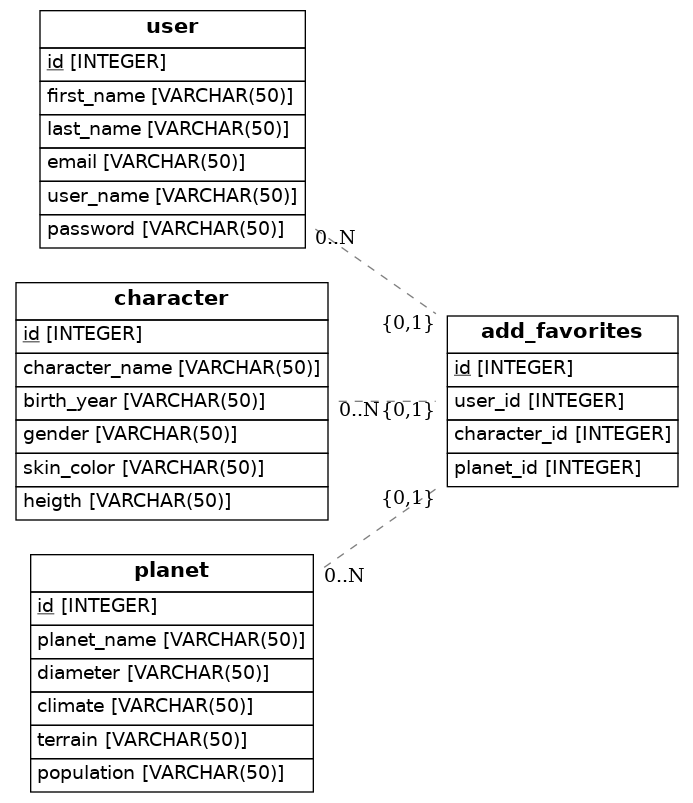 user
id [INTEGER]
first_name [VARCHAR(50)]
last_name [VARCHAR(50)]
email [VARCHAR(50)]
user_name [VARCHAR(50)]
password [VARCHAR(50)]
0..N
{0,1}
character
id [INTEGER]
character_name [VARCHAR(50)]
birth_year [VARCHAR(50)]
gender [VARCHAR(50)]
skin_color [VARCHAR(50)]
heigth [VARCHAR(50)]
0..N
{0,1}
add_favorites
id [INTEGER]
user_id [INTEGER]
character_id [INTEGER]
planet_id [INTEGER]
{0,1}
0..N
planet
id [INTEGER]
planet_name [VARCHAR(50)]
diameter [VARCHAR(50)]
climate [VARCHAR(50)]
terrain [VARCHAR(50)]
population [VARCHAR(50)]